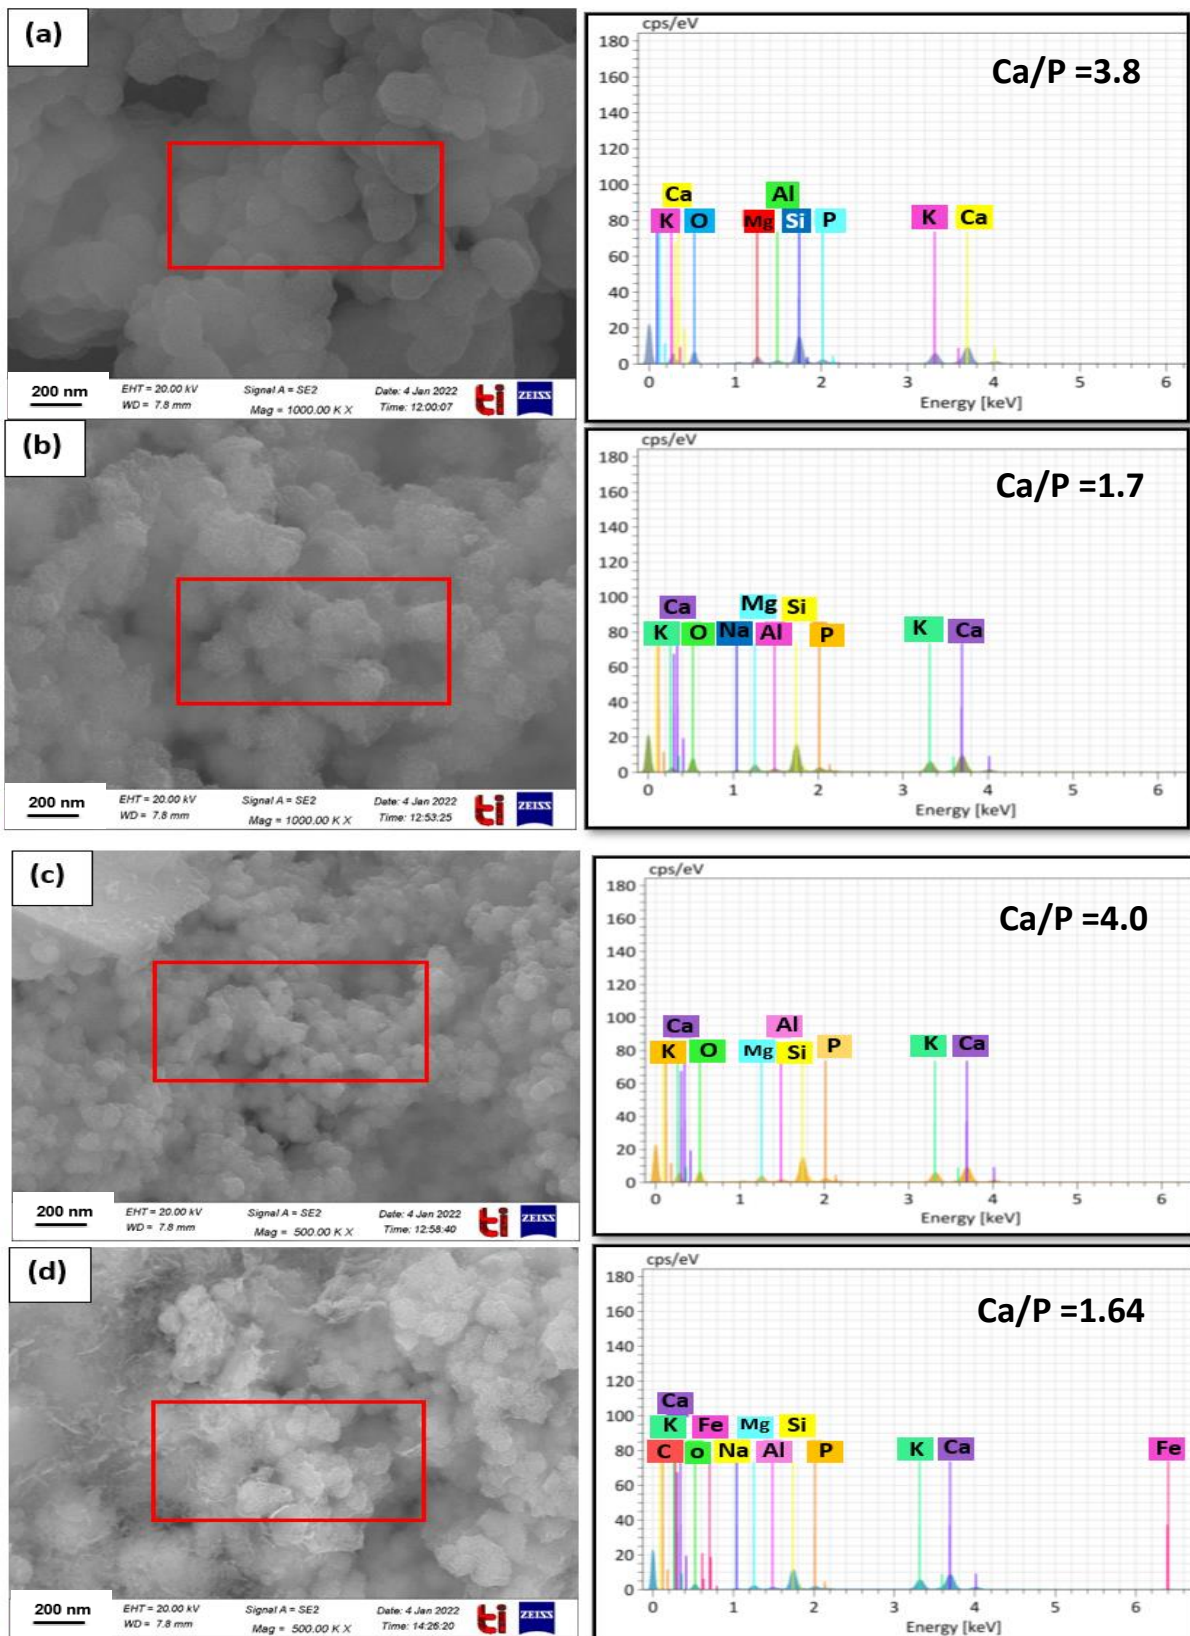 (a)
200 nm
EHT = 20.00 kV Signal A = SE2 Date: 4 Jan 2022
WD = 7.8 mm Mag = 1000.00 K X Time: 12:00:07
ti ZEISS
cps/eV
Ca/P =3.8
180
160
140
120
100
80
60
40
20
0
Ca Al
K O Mg Si P K Ca
0 1 2 3 4 5 6
Energy [keV]
(b)
200 nm
EHT = 20.00 kV Signal A = SE2 Date: 4 Jan 2022
WD = 7.8 mm Mag = 1000.00 K X Time: 12:53:25
ti ZEISS
cps/eV
Ca/P =1.7
180
160
140
120
100
80
60
40
20
0
Ca Mg Si
K O Na Al P K Ca
0 1 2 3 4 5 6
Energy [keV]
(c)
200 nm
EHT = 20.00 kV Signal A = SE2 Date: 4 Jan 2022
WD = 7.8 mm Mag = 500.00 K X Time: 12:58:40
ti ZEISS
cps/eV
Ca/P =4.0
180
160
140
120
100
80
60
40
20
0
Ca Al
K O Mg Si P K Ca
0 1 2 3 4 5 6
Energy [keV]
(d)
200 nm
EHT = 20.00 kV Signal A = SE2 Date: 4 Jan 2022
WD = 7.8 mm Mag = 500.00 K X Time: 14:26:20
ti ZEISS
cps/eV
Ca/P =1.64
180
160
140
120
100
80
60
40
20
0
Ca
K Fe Mg Si
C o Na Al P K Ca Fe
0 1 2 3 4 5 6
Energy [keV]